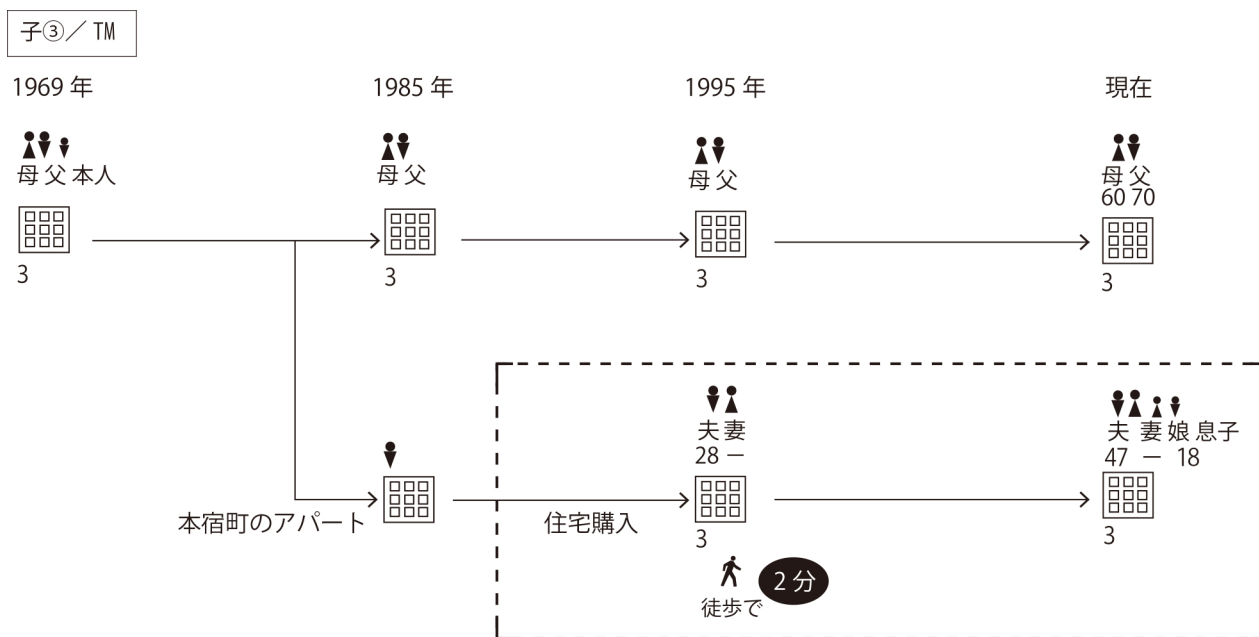 子③／TM
1969 年
1985 年
1995 年
現在
母 父 本人
母 父
母 父
母 父
60 70
3
3
3
3
夫 妻
28 －
夫 妻 娘 息子
47 － 18
本宿町のアパート
住宅購入
3
3
徒歩で
2 分